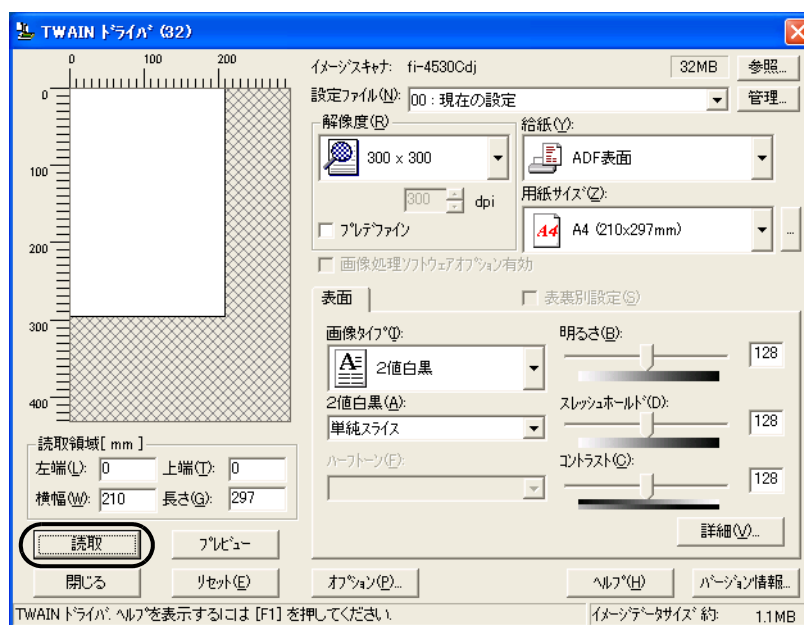 TWAIN ﾄﾞﾗｲﾊﾞ (32)
0 100 200
0
100
200
300
400
ｲﾒｰｼﾞｽｷｬﾅ: fi-4530Cdj 32MB 参照...
設定ﾌｧｲﾙ(N): 00 : 現在の設定 管理...
解像度(R)
300 x 300
300 dpi
ﾌﾟﾚﾃﾞﾌｧｲﾝ
給紙(Y):
ADF表面
用紙ｻｲｽﾞ(Z):
A4 A4 (210x297mm) ...
画像処理ｿﾌﾄｳｪｱｵﾌﾟｼｮﾝ有効
表面 表裏別設定(S)
画像ﾀｲﾌﾟ(I):
A 2値白黒
2値白黒(A):
単純スライス
ﾊｰﾌﾄｰﾝ(F):
明るさ(B):
128
ｽﾚｯｼｭﾎｰﾙﾄﾞ(D):
128
ｺﾝﾄﾗｽﾄ(C):
128
詳細(V)...
読取領域[ mm ]
左端(L): 0 上端(T): 0
横幅(W): 210 長さ(G): 297
読取 ﾌﾟﾚﾋﾞｭｰ
閉じる ﾘｾｯﾄ(E) ｵﾌﾟｼｮﾝ(P)... ﾍﾙﾌﾟ(H) ﾊﾞｰｼﾞｮﾝ情報...
TWAIN ﾄﾞﾗｲﾊﾞ. ﾍﾙﾌﾟを表示するには [F1] を押してください. ｲﾒｰｼﾞﾃﾞｰﾀｻｲｽﾞ 約: 1.1MB